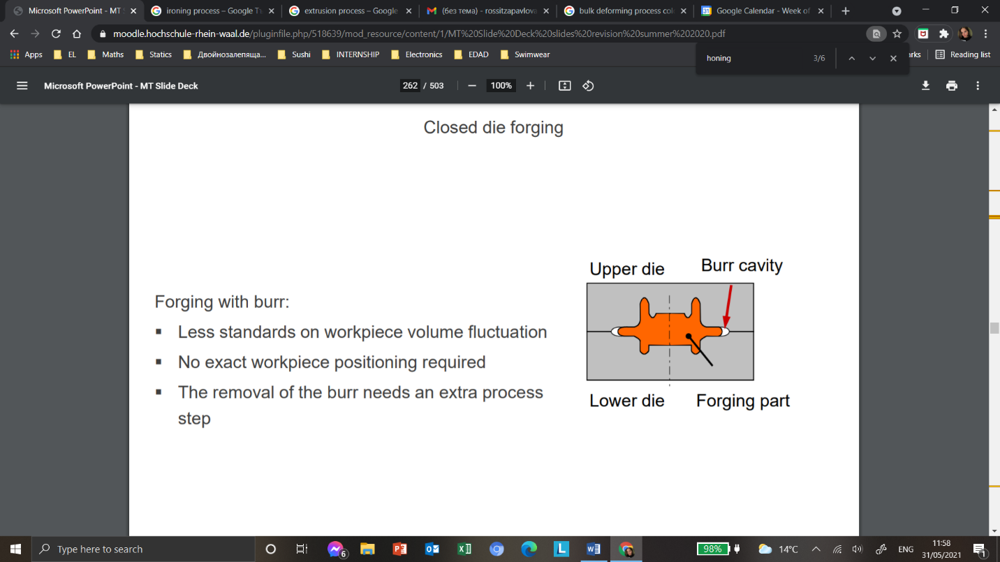 Microsoft PowerPoint - MT S
ironing process – Google Tъ
extrusion process – Google
(без тема) - rossitzapavlova
bulk deforming process col
Google Calendar - Week of
moodle.hochschule-rhein-waal.de/pluginfile.php/518639/mod_resource/content/1/MT%20Slide%20Deck%20slides%20revision%20summer%202020.pdf
Apps
EL
Maths
Statics
Двойнозалепяща...
Sushi
INTERNSHIP
Electronics
EDAD
Swimwear
honing
3/6
arks
Reading list
Microsoft PowerPoint - MT Slide Deck
262 / 503
100%
Closed die forging
Upper die
Burr cavity
Forging with burr:
Less standards on workpiece volume fluctuation
No exact workpiece positioning required
The removal of the burr needs an extra process
step
Lower die
Forging part
Type here to search
6
98%
14°C
ENG
11:58
31/05/2021
1